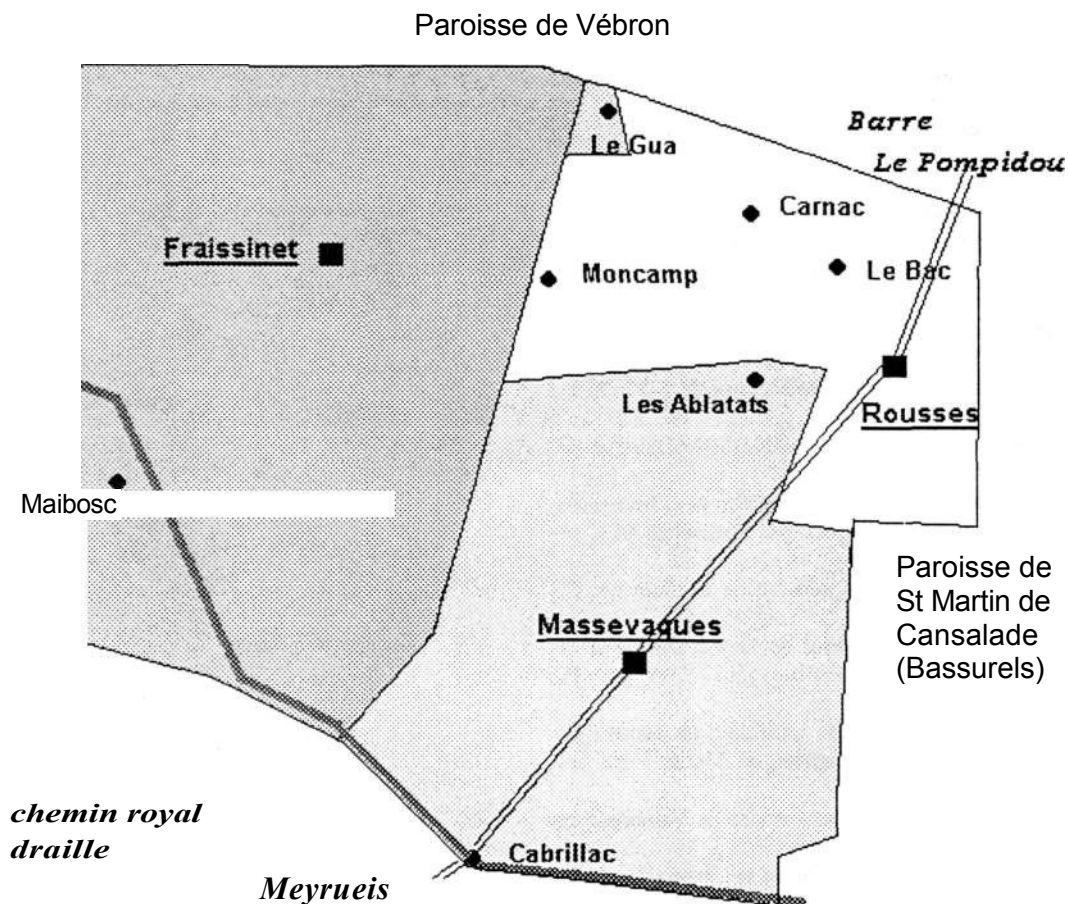 Paroisse de Vébron
Barre
Le Gua
Le Pompidou
Carnac
Fraissinet
Moncamp
Le Bac
Les Ablatats
Rousses
Maibosc
Paroisse de
St Martin de
Cansalade
(Bassurels)
Massevaques
chemin royal
draille
Cabrillac
Meyrueis